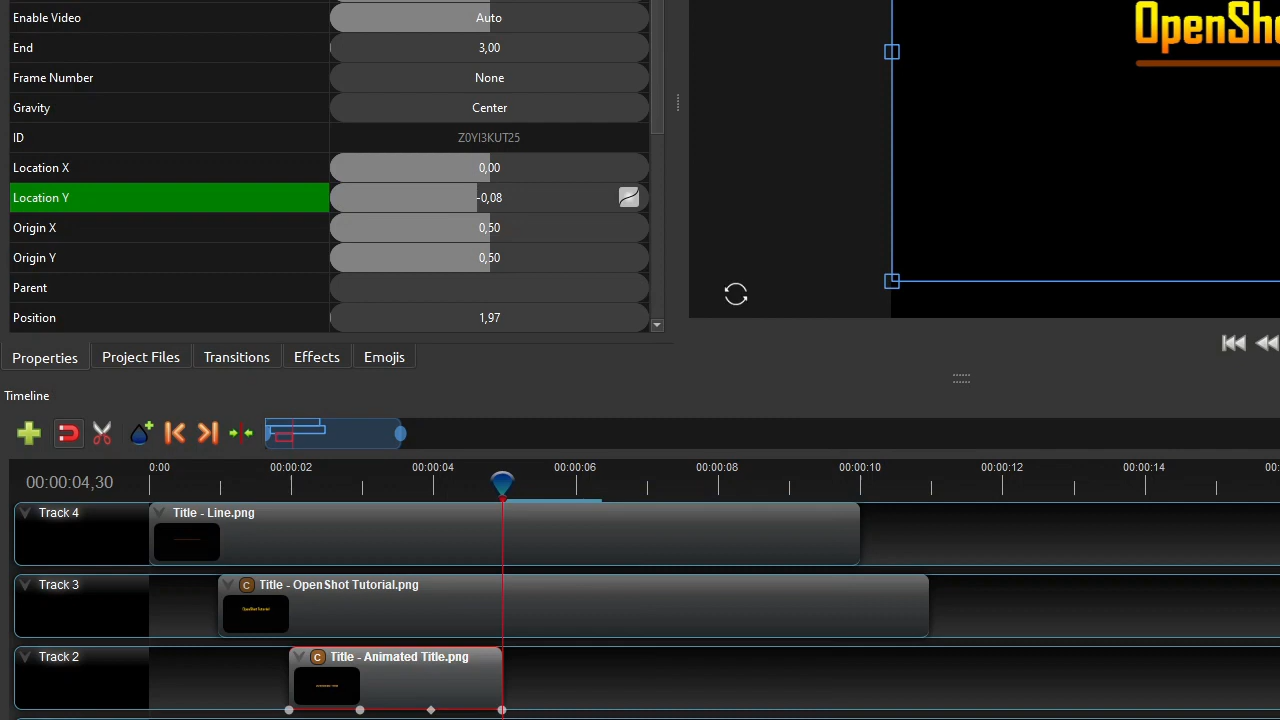 Enable Video Auto
End 3,00
Frame Number None
Gravity Center
ID Z0YI3KUT25
Location X 0,00
Location Y -0,08
Origin X 0,50
Origin Y 0,50
Parent
Position 1,97
OpenSh
Properties Project Files Transitions Effects Emojis
Timeline
00:00:04,30
0:00 00:00:02 00:00:04 00:00:06 00:00:08 00:00:10 00:00:12 00:00:14 00:
Track 4 Title - Line.png
Track 3 C Title - OpenShot Tutorial.png
Track 2 C Title - Animated Title.png